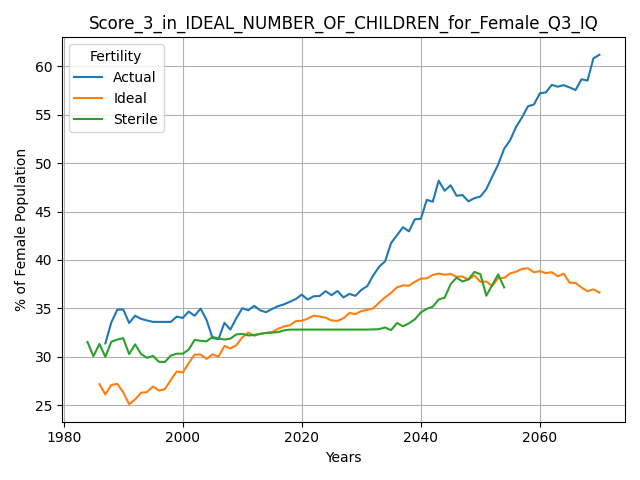 Score_3_in_IDEAL_NUMBER_OF_CHILDREN_for_Female_Q3_IQ
Fertility
Actual
Ideal
Sterile
% of Female Population
60
55
50
45
40
35
30
25
1980
2000
2020
2040
2060
Years